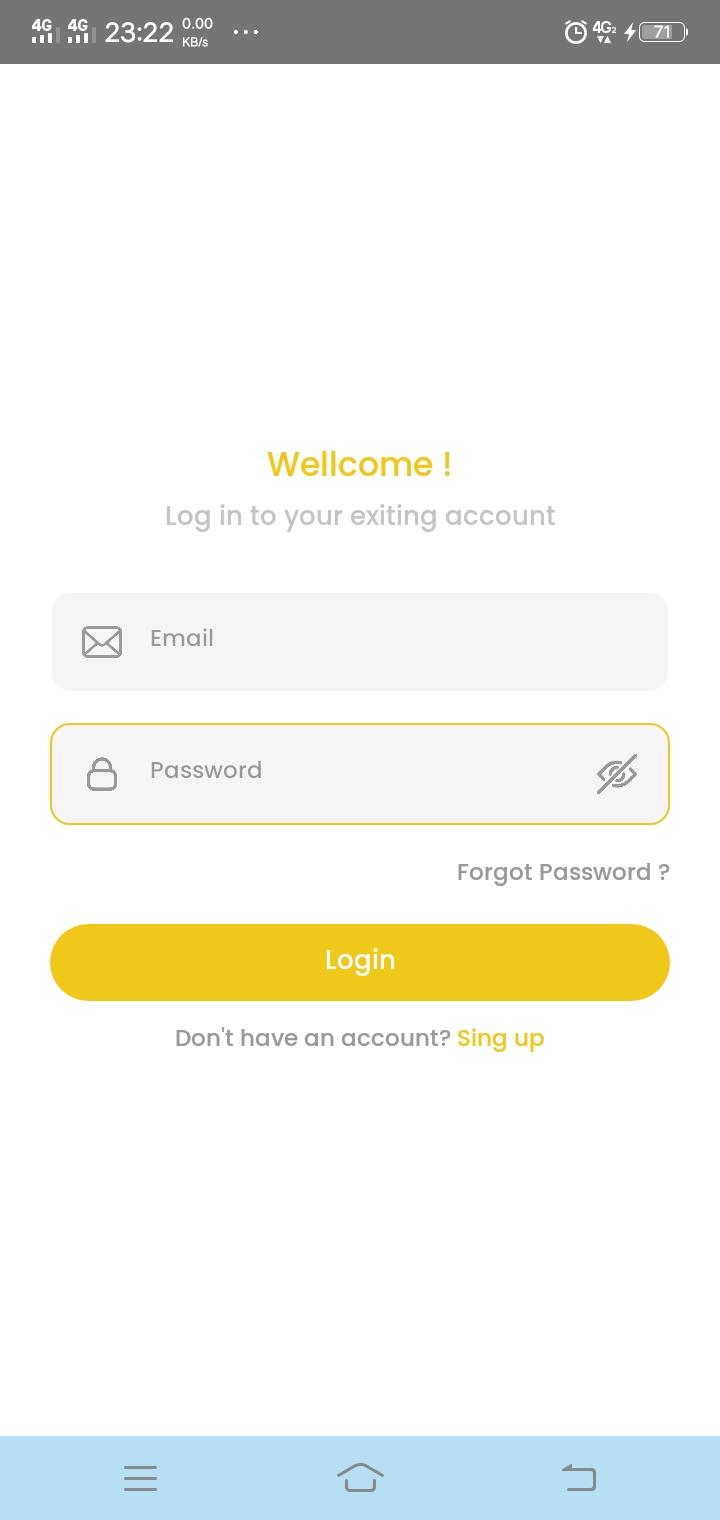 4G 4G 23:22 0.00 KB/s ... 4G2 71
Wellcome !
Log in to your exiting account
Email
Password
Forgot Password ?
Login
Don't have an account? Sing up